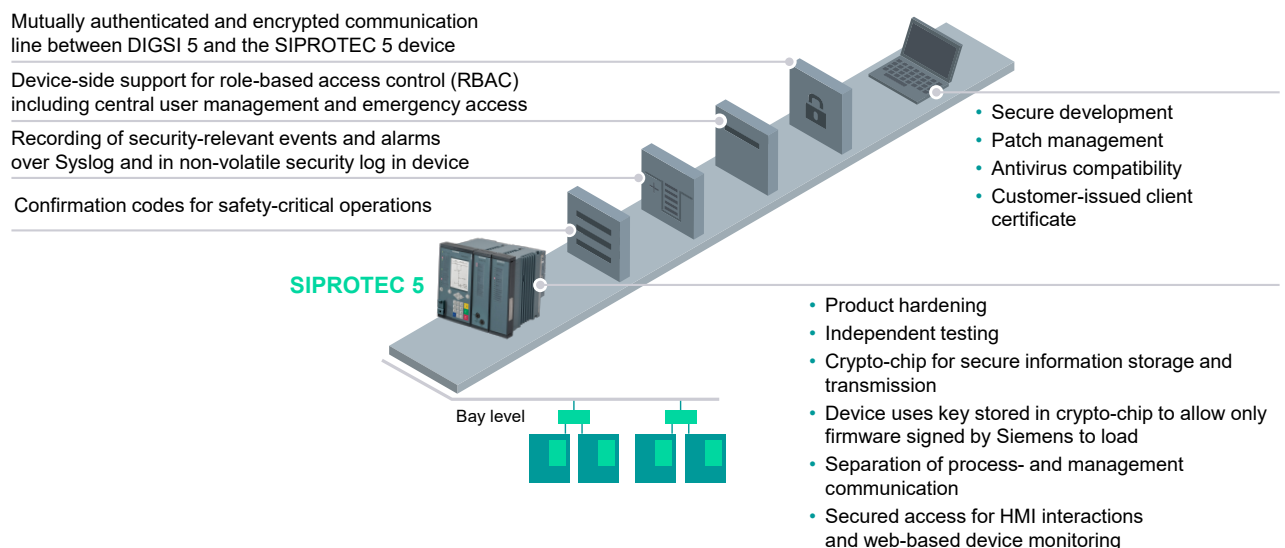 Mutually authenticated and encrypted communication
line between DIGSI 5 and the SIPROTEC 5 device
Device-side support for role-based access control (RBAC)
including central user management and emergency access
Recording of security-relevant events and alarms
over Syslog and in non-volatile security log in device
Confirmation codes for safety-critical operations
SIPROTEC 5
Bay level
• Secure development
• Patch management
• Antivirus compatibility
• Customer-issued client
certificate
• Product hardening
• Independent testing
• Crypto-chip for secure information storage and
transmission
• Device uses key stored in crypto-chip to allow only
firmware signed by Siemens to load
• Separation of process- and management
communication
• Secured access for HMI interactions
and web-based device monitoring